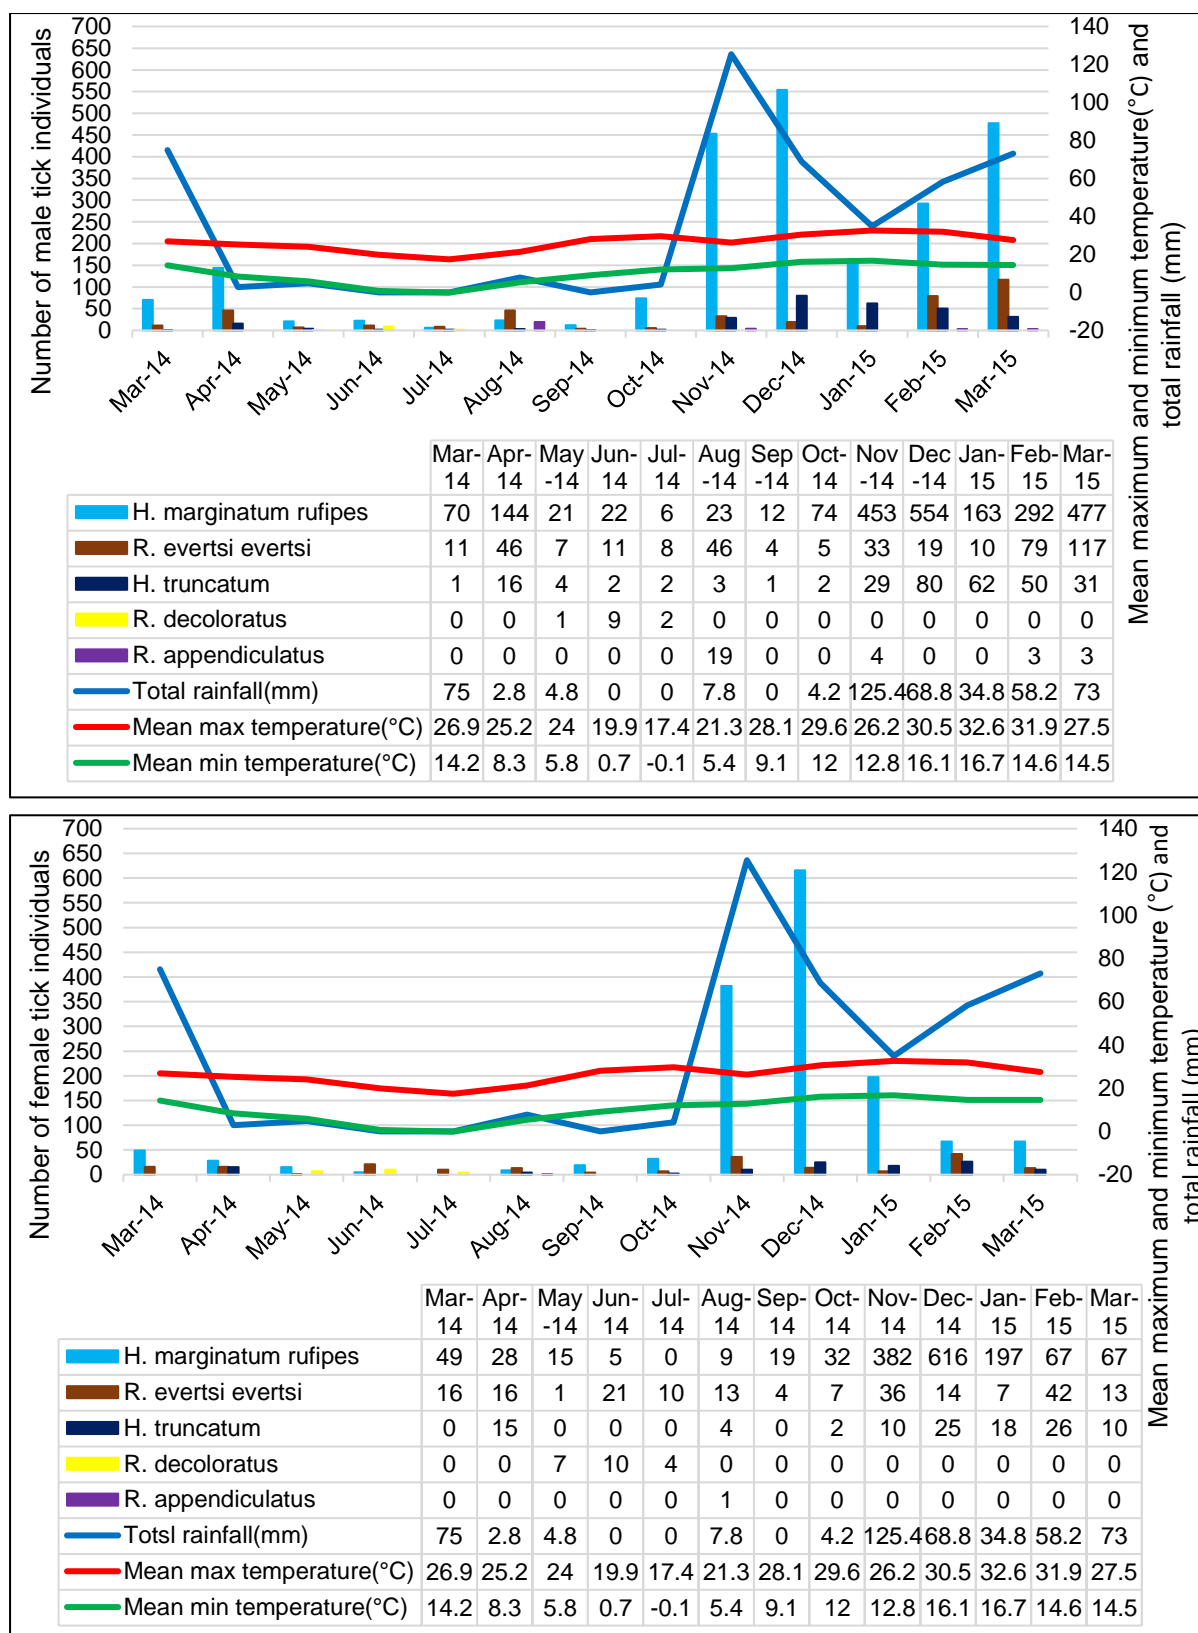 Number of male tick individuals
700
650
600
550
500
450
400
350
300
250
200
150
100
50
0
140
120
100
80
60
40
20
0
-20
Mean maximum and minimum temperature(°C) and
total rainfall (mm)
Mar-14 Apr-14 May-14 Jun-14 Jul-14 Aug-14 Sep-14 Oct-14 Nov-14 Dec-14 Jan-15 Feb-15 Mar-15
Mar- Apr- May Jun- Jul- Aug Sep Oct- Nov Dec Jan- Feb- Mar-
14 14 -14 14 14 -14 -14 14 -14 -14 15 15 15
H. marginatum rufipes 70 144 21 22 6 23 12 74 453 554 163 292 477
R. evertsi evertsi 11 46 7 11 8 46 4 5 33 19 10 79 117
H. truncatum 1 16 4 2 2 3 1 2 29 80 62 50 31
R. decoloratus 0 0 1 9 2 0 0 0 0 0 0 0 0
R. appendiculatus 0 0 0 0 0 19 0 0 4 0 0 3 3
Total rainfall(mm) 75 2.8 4.8 0 0 7.8 0 4.2 125.4 68.8 34.8 58.2 73
Mean max temperature(°C) 26.9 25.2 24 19.9 17.4 21.3 28.1 29.6 26.2 30.5 32.6 31.9 27.5
Mean min temperature(°C) 14.2 8.3 5.8 0.7 -0.1 5.4 9.1 12 12.8 16.1 16.7 14.6 14.5
Number of female tick individuals
700
650
600
550
500
450
400
350
300
250
200
150
100
50
0
140
120
100
80
60
40
20
0
-20
Mean maximum and minimum temperature (°C) and
total rainfall (mm)
Mar-14 Apr-14 May-14 Jun-14 Jul-14 Aug-14 Sep-14 Oct-14 Nov-14 Dec-14 Jan-15 Feb-15 Mar-15
Mar- Apr- May Jun- Jul- Aug- Sep- Oct- Nov- Dec- Jan- Feb- Mar-
14 14 -14 14 14 14 14 14 14 14 15 15 15
H. marginatum rufipes 49 28 15 5 0 9 19 32 382 616 197 67 67
R. evertsi evertsi 16 16 1 21 10 13 4 7 36 14 7 42 13
H. truncatum 0 15 0 0 0 4 0 2 10 25 18 26 10
R. decoloratus 0 0 7 10 4 0 0 0 0 0 0 0 0
R. appendiculatus 0 0 0 0 0 1 0 0 0 0 0 0 0
Totsl rainfall(mm) 75 2.8 4.8 0 0 7.8 0 4.2 125.4 68.8 34.8 58.2 73
Mean max temperature(°C) 26.9 25.2 24 19.9 17.4 21.3 28.1 29.6 26.2 30.5 32.6 31.9 27.5
Mean min temperature(°C) 14.2 8.3 5.8 0.7 -0.1 5.4 9.1 12 12.8 16.1 16.7 14.6 14.5